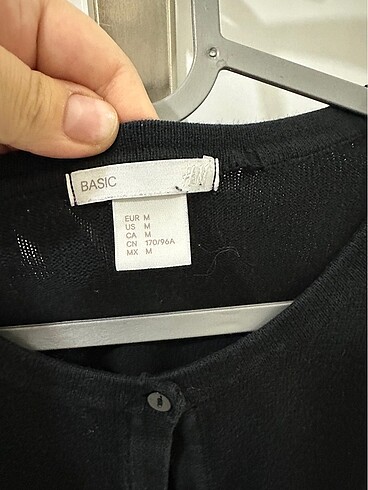 BASIC
EUR M
US M
CA M
CN 170/96A
MX M